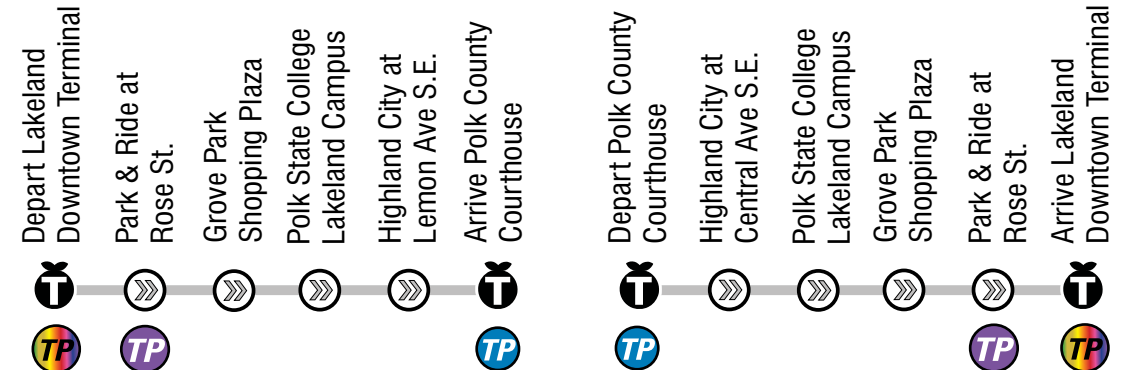 Depart Lakeland
Downtown Terminal
Park & Ride at
Rose St.
Grove Park
Shopping Plaza
Polk State College
Lakeland Campus
Highland City at
Lemon Ave S.E.
Arrive Polk County
Courthouse
Depart Polk County
Courthouse
Highland City at
Central Ave S.E.
Polk State College
Lakeland Campus
Grove Park
Shopping Plaza
Park & Ride at
Rose St.
Arrive Lakeland
Downtown Terminal
T
T
T
T
TP
TP
TP
TP
TP
TP